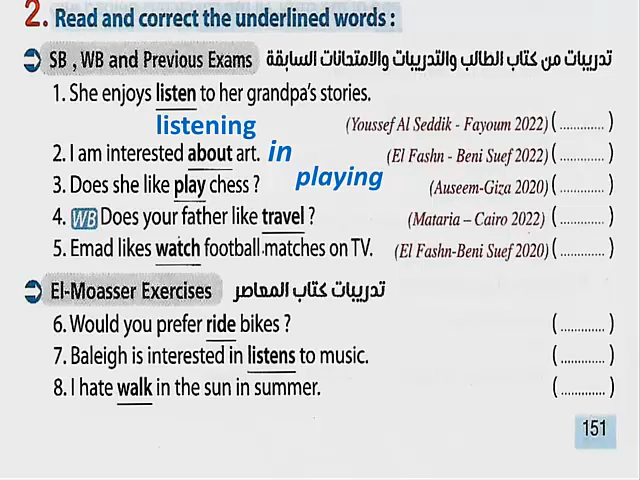 2. Read and correct the underlined words :
SB , WB and Previous Exams تدريبات من كتاب الطالب والتدريبات والامتحانات السابقة
1. She enjoys listen to her grandpa's stories.
listening (Youssef Al Seddik - Fayoum 2022) (.............)
2. I am interested about art. in (El Fashn - Beni Suef 2022) (.............)
3. Does she like play chess ? playing (Auseem-Giza 2020) (.............)
4. WB Does your father like travel ? (Mataria – Cairo 2022) (.............)
5. Emad likes watch football matches on TV. (El Fashn-Beni Suef 2020) (.............)
El-Moasser Exercises تدريبات كتاب المعاصر
6. Would you prefer ride bikes ? (.............)
7. Baleigh is interested in listens to music. (.............)
8. I hate walk in the sun in summer. (.............)
151